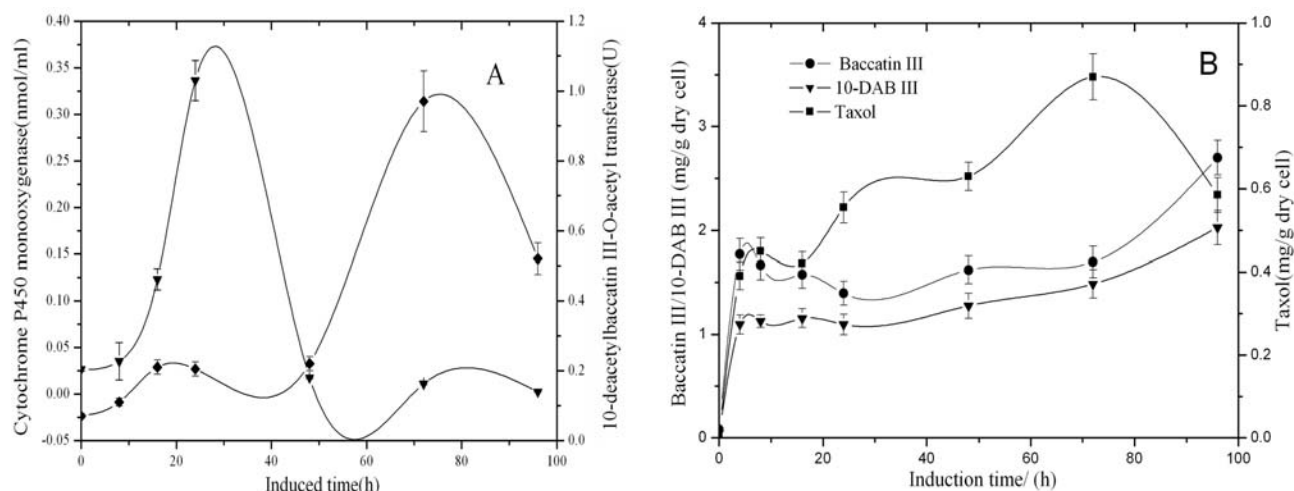 A
Cytochrome P450 monooxygenase(nmol/ml)
0.40
0.35
0.30
0.25
0.20
0.15
0.10
0.05
0.00
-0.05
0 20 40 60 80 100
Induced time(h)
1.2
1.0
0.8
0.6
0.4
0.2
0.0
10-deacetylbaccatin III-O-acetyl transferase(U)
B
Baccatin III
10-DAB III
Taxol
Baccatin III/10-DAB III (mg/g dry cell)
4
3
2
1
0
0 20 40 60 80 100
Induction time/ (h)
1.0
0.8
0.6
0.4
0.2
0.0
Taxol(mg/g dry cell)